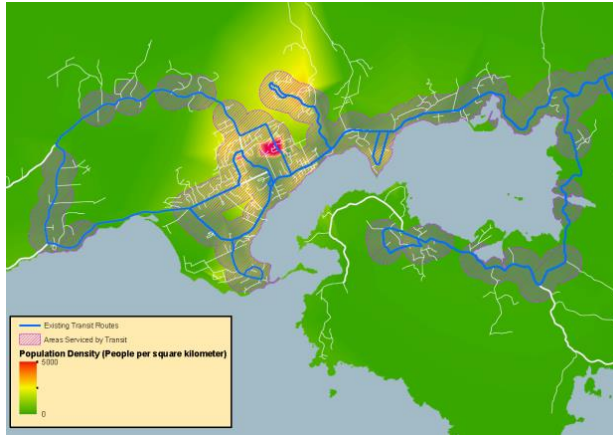 Existing Transit Routes
Areas Serviced by Transit
Population Density (People per square kilometer)
5000
0